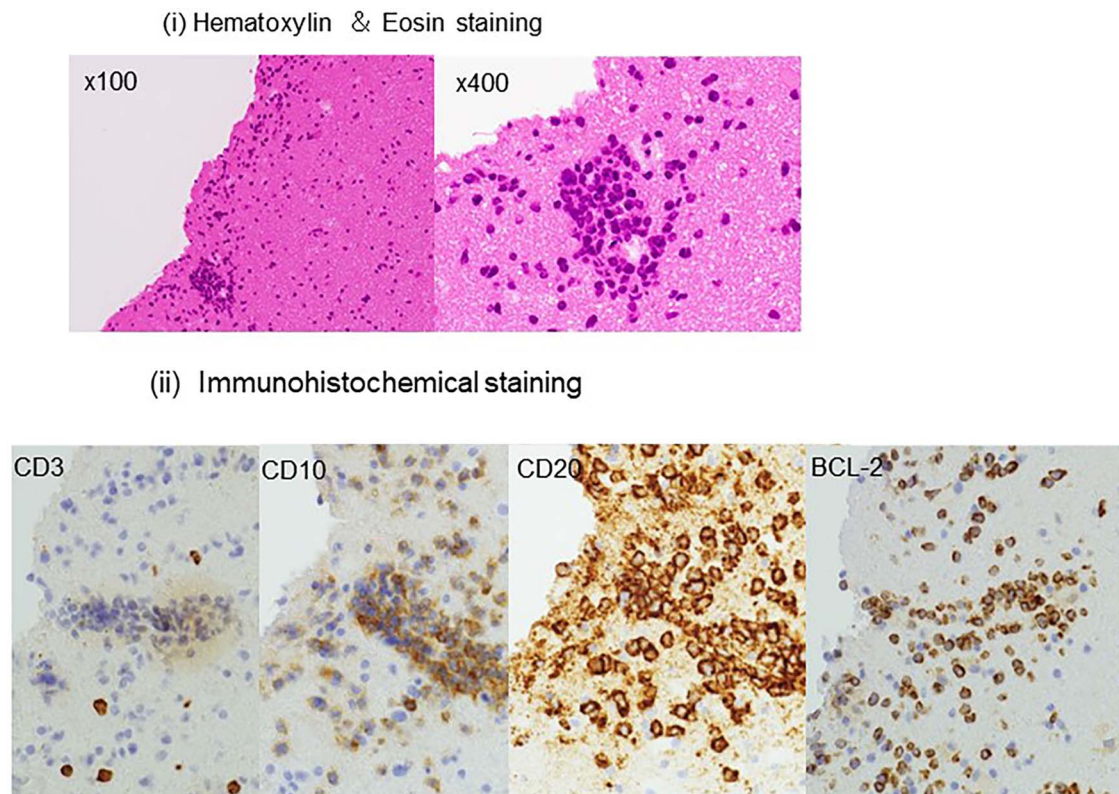 (i) Hematoxylin & Eosin staining
x100
x400
(ii) Immunohistochemical staining
CD3
CD10
CD20
BCL-2